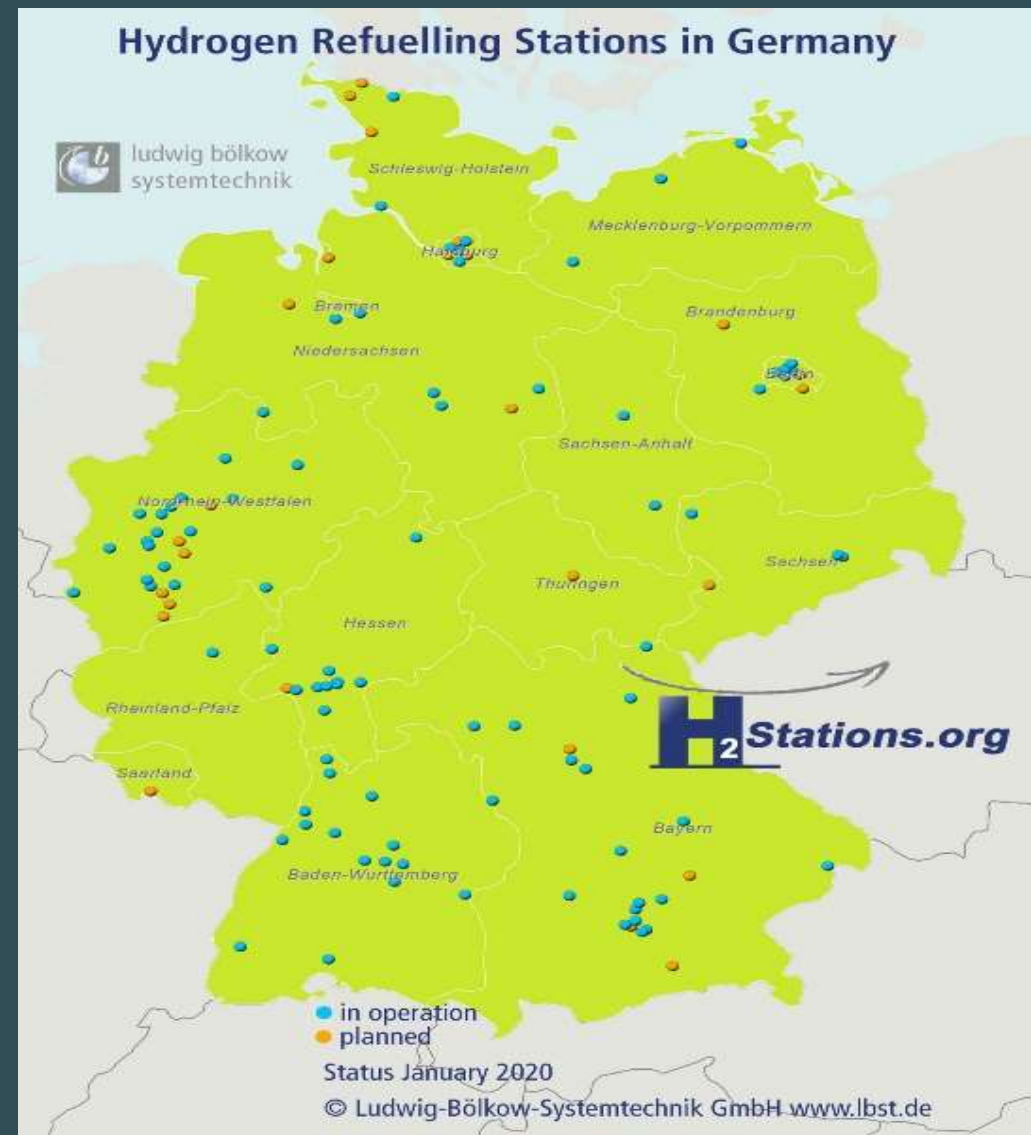 Hydrogen Refuelling Stations in Germany
ludwig bölkow
systemtechnik
Schleswig-Holstein
Mecklenburg-Vorpommern
Hamburg
Bremen
Brandenburg
Niedersachsen
Berlin
Sachsen-Anhalt
Nordrhein-Westfalen
Sachsen
Thüringen
Hessen
Rheinland-Pfalz
H2Stations.org
Saarland
Bayern
Baden-Württemberg
in operation
planned
Status January 2020
© Ludwig-Bölkow-Systemtechnik GmbH www.lbst.de